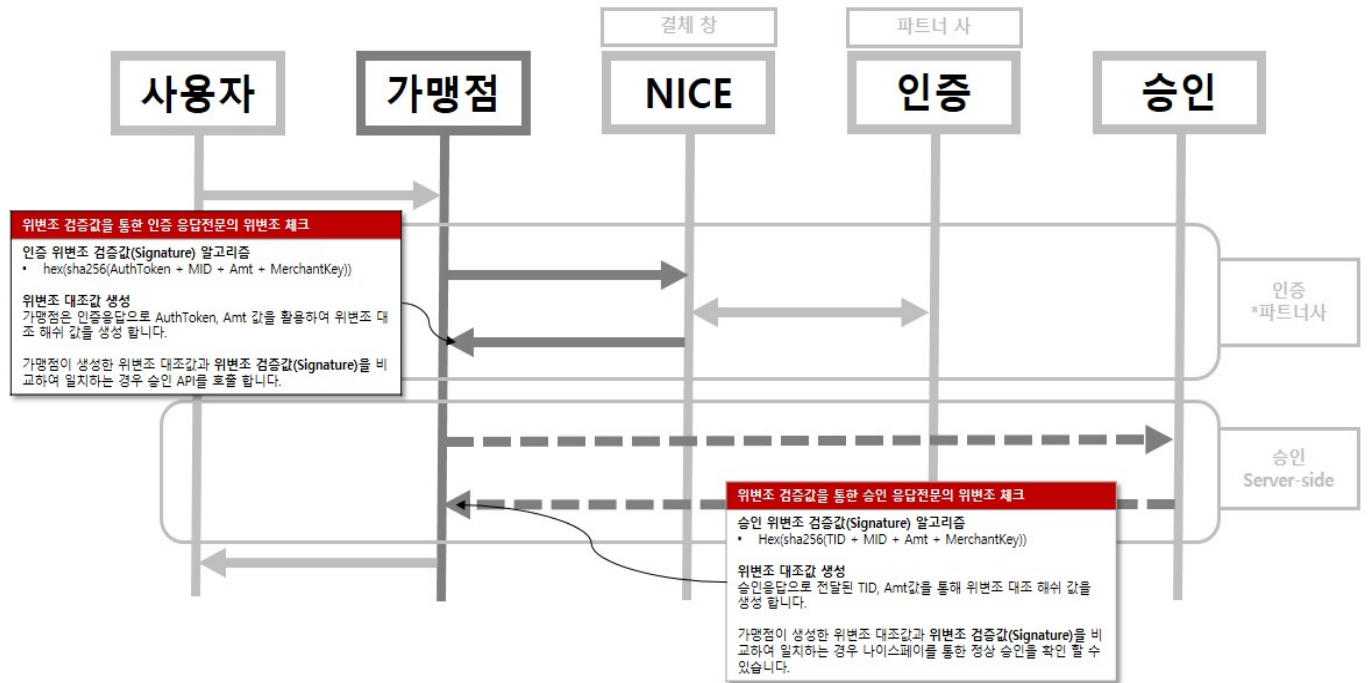 결체 창
파트너 사
사용자
가맹점
NICE
인증
승인
위변조 검증값을 통한 인증 응답전문의 위변조 체크
인증 위변조 검증값(Signature) 알고리즘
• hex(sha256(AuthToken + MID + Amt + MerchantKey))
위변조 대조값 생성
가맹점은 인증응답으로 AuthToken, Amt 값을 활용하여 위변조 대
조 해쉬 값을 생성 합니다.
가맹점이 생성한 위변조 대조값과 위변조 검증값(Signature)을 비
교하여 일치하는 경우 승인 API를 호출 합니다.
인증
*파트너사
승인
Server-side
위변조 검증값을 통한 승인 응답전문의 위변조 체크
승인 위변조 검증값(Signature) 알고리즘
• Hex(sha256(TID + MID + Amt + MerchantKey))
위변조 대조값 생성
승인응답으로 전달된 TID, Amt값을 통해 위변조 대조 해쉬 값을
생성 합니다.
가맹점이 생성한 위변조 대조값과 위변조 검증값(Signature)을 비
교하여 일치하는 경우 나이스페이를 통한 정상 승인을 확인 할 수
있습니다.